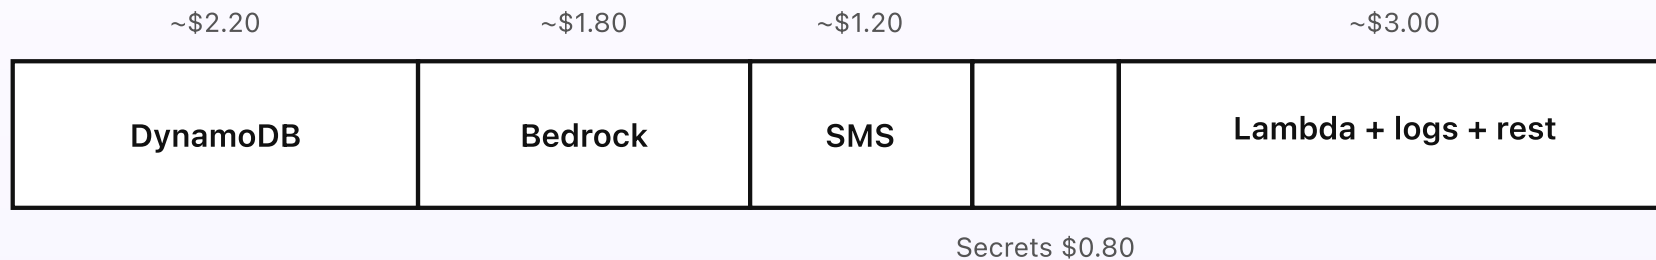 ~$2.20 ~$1.80 ~$1.20 ~$3.00
DynamoDB Bedrock SMS Lambda + logs + rest
Secrets $0.80